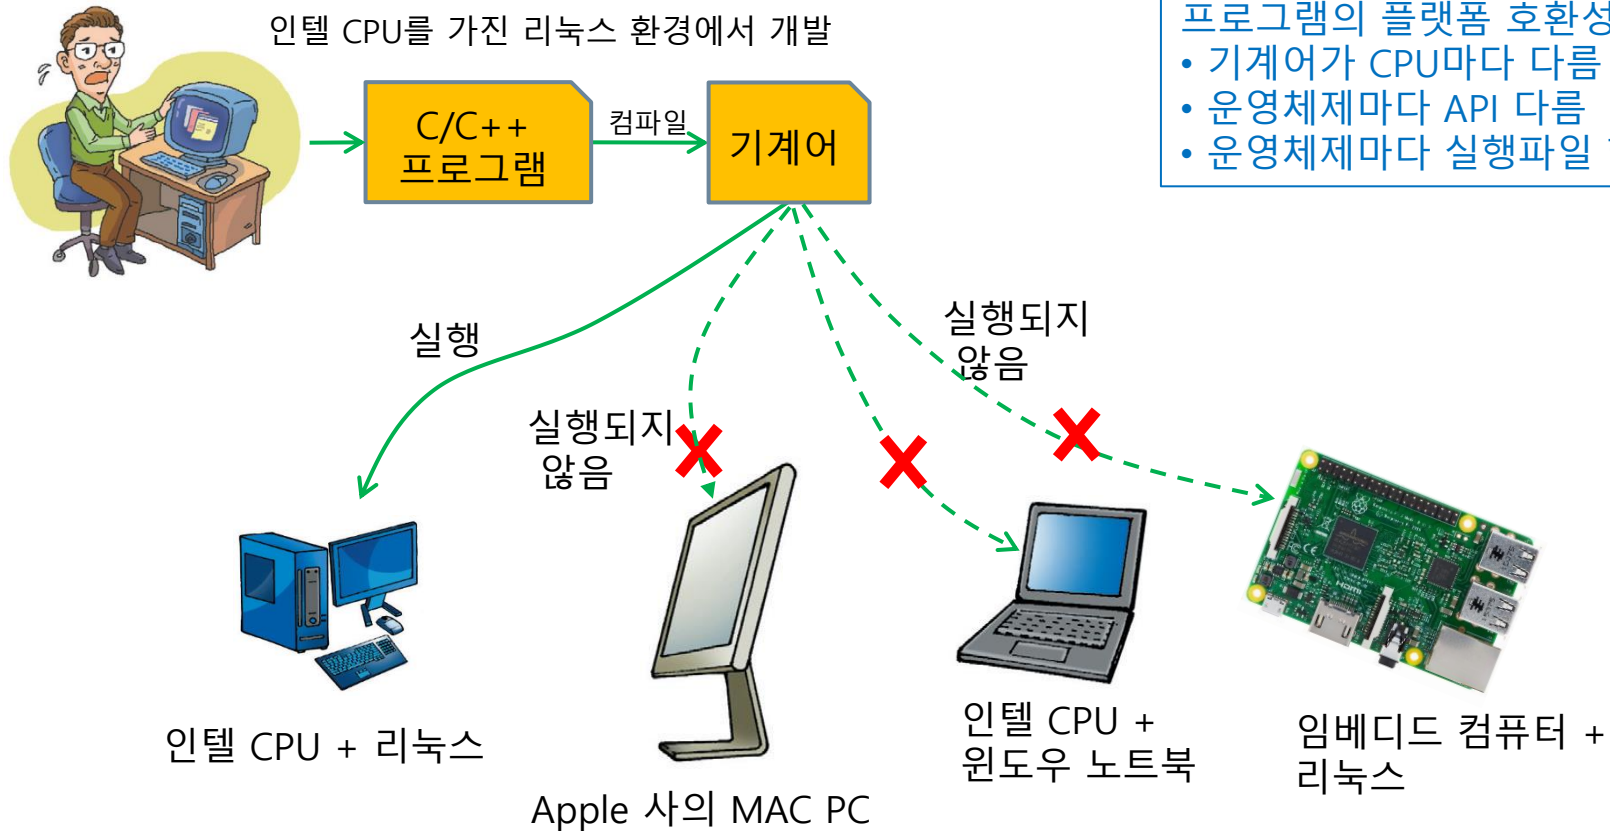 인텔 CPU를 가진 리눅스 환경에서 개발
프로그램의 플랫폼 호환성
• 기계어가 CPU마다 다름
• 운영체제마다 API 다름
• 운영체제마다 실행파일
C/C++
프로그램
컴파일
기계어
실행
실행되지
않음
실행되지
않음
인텔 CPU + 리눅스
Apple 사의 MAC PC
인텔 CPU +
윈도우 노트북
임베디드 컴퓨터 +
리눅스